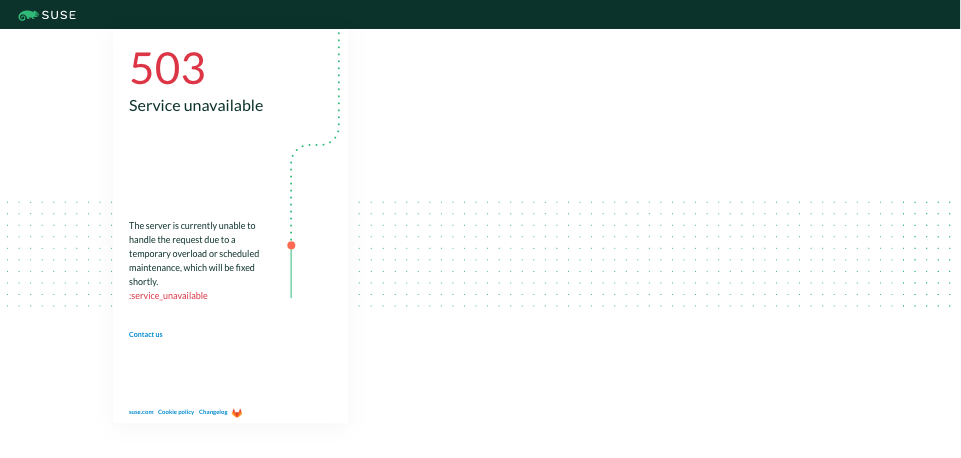 SUSE
503
Service unavailable
The server is currently unable to
handle the request due to a
temporary overload or scheduled
maintenance, which will be fixed
shortly.
:service_unavailable
Contact us
suse.com Cookie policy Changelog